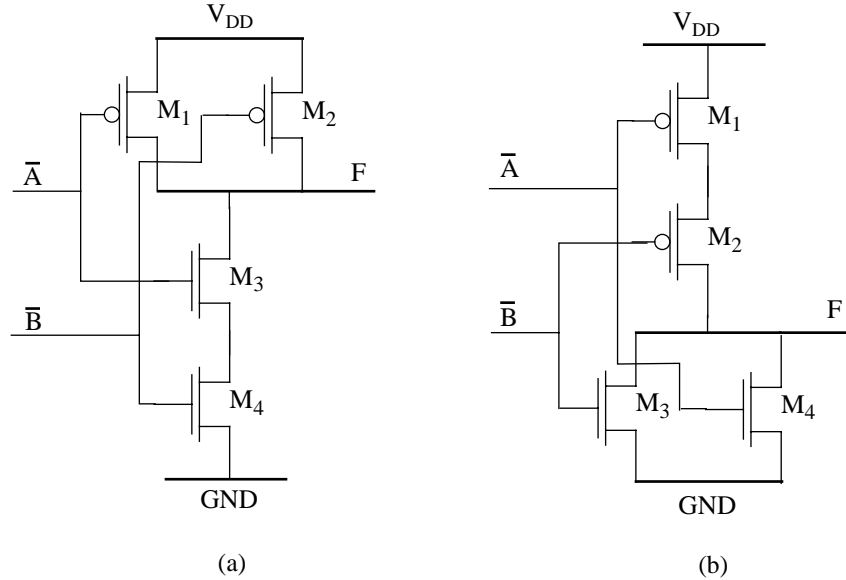 V_DD
M_1
M_2
A̅
F
M_3
B̅
M_4
GND
(a)
V_DD
M_1
A̅
M_2
B̅
F
M_3
M_4
GND
(b)